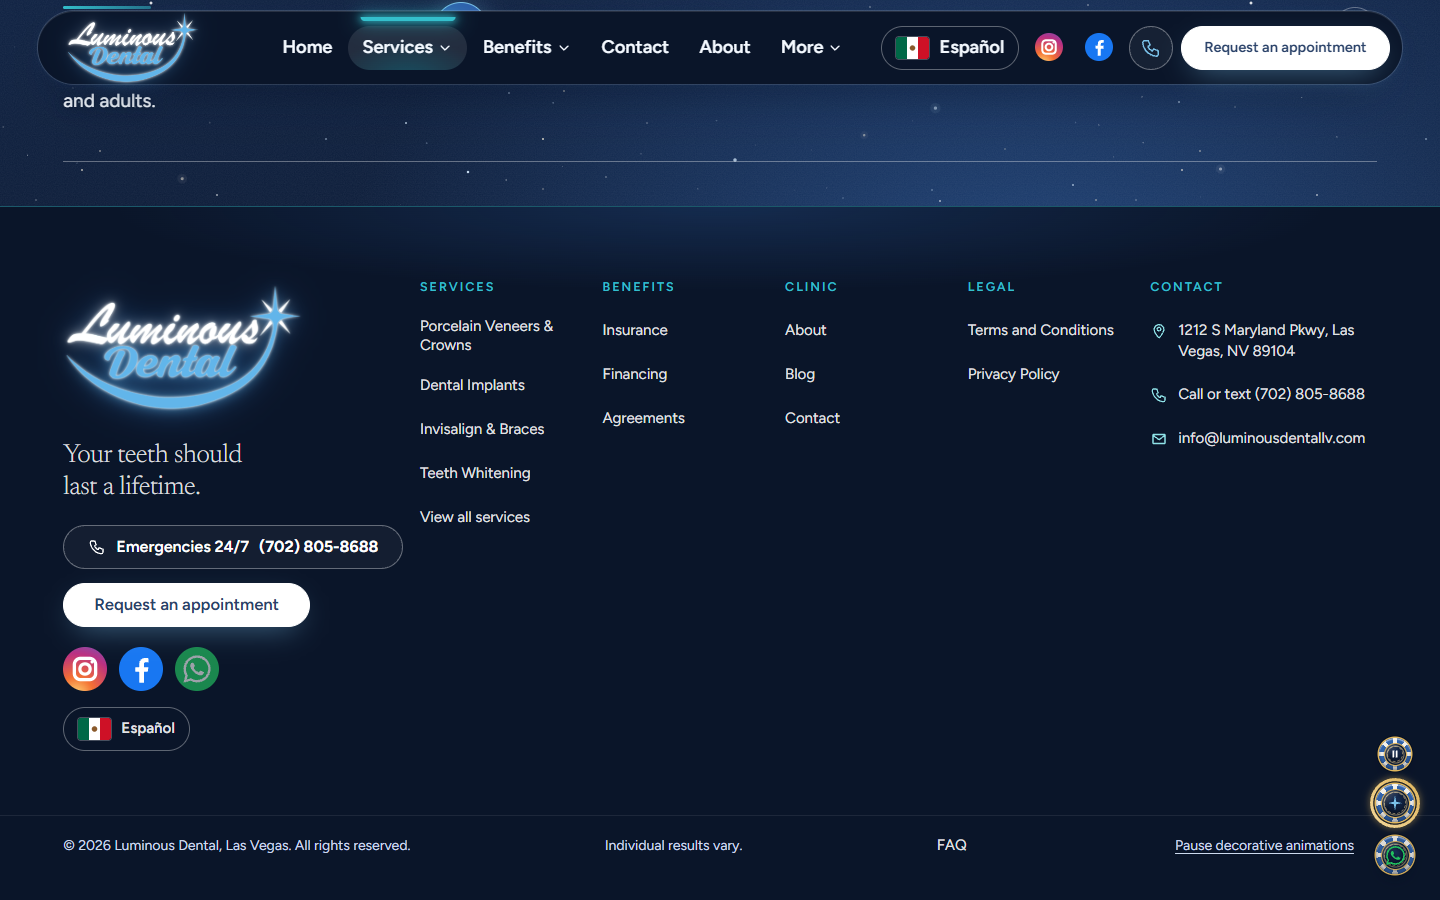 Luminous
Dental
Home
Services
Benefits
Contact
About
More
Español
Request an appointment
and adults.
Luminous
Dental
Your teeth should
last a lifetime.
Emergencies 24/7 (702) 805-8688
Request an appointment
Español
SERVICES
Porcelain Veneers &
Crowns
Dental Implants
Invisalign & Braces
Teeth Whitening
View all services
BENEFITS
Insurance
Financing
Agreements
CLINIC
About
Blog
Contact
LEGAL
Terms and Conditions
Privacy Policy
CONTACT
1212 S Maryland Pkwy, Las
Vegas, NV 89104
Call or text (702) 805-8688
info@luminousdentallv.com
© 2026 Luminous Dental, Las Vegas. All rights reserved.
Individual results vary.
FAQ
Pause decorative animations